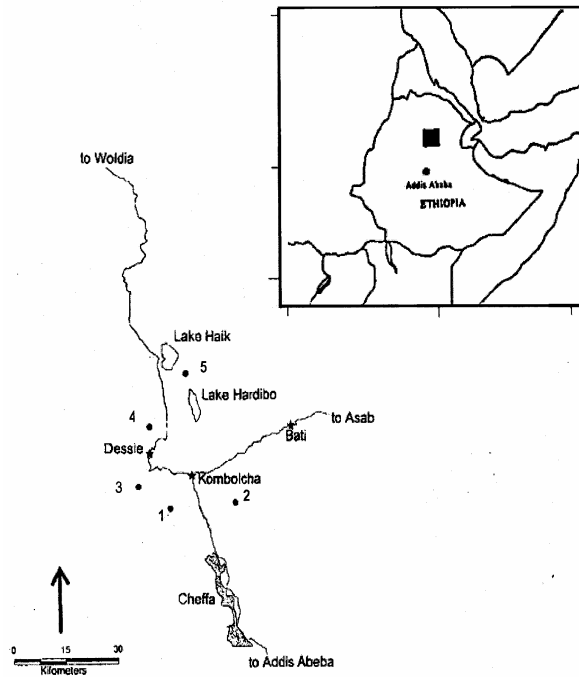 Addis Ababa
ETHIOPIA
to Woldia
Lake Haik
5
Lake Hardibo
4
to Asab
Bati
Dessie
Kombolcha
3
2
1
Cheffa
0 15 30
Kilometers
to Addis Abeba